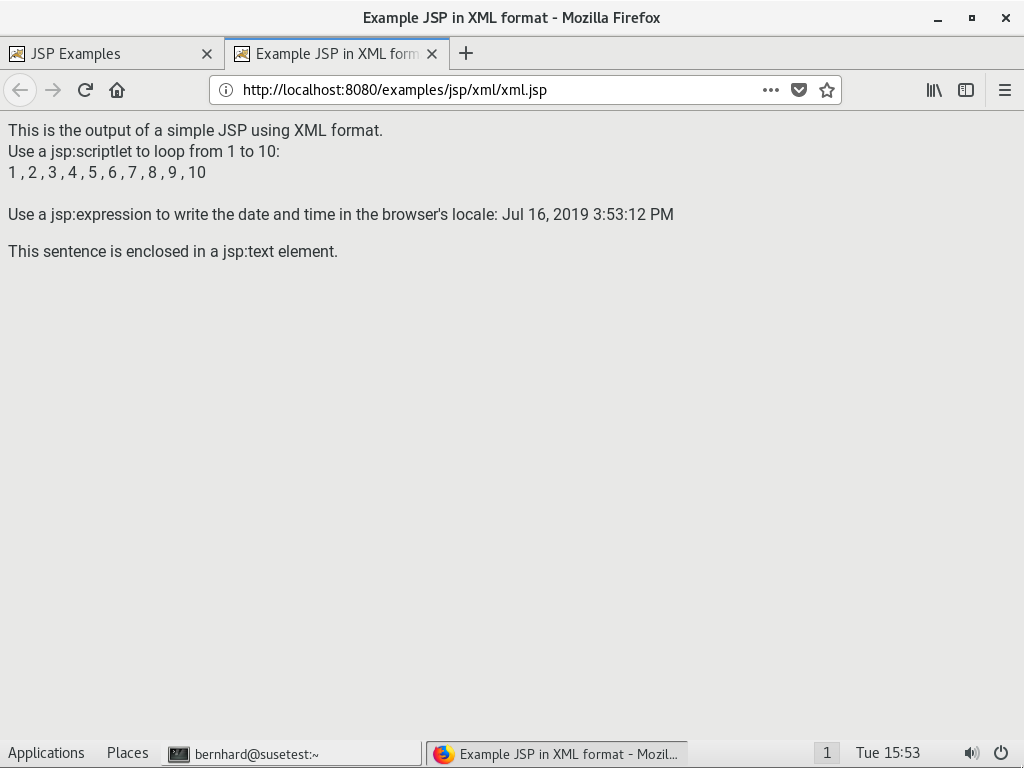 Example JSP in XML format - Mozilla Firefox
JSP Examples
Example JSP in XML form
http://localhost:8080/examples/jsp/xml/xml.jsp
This is the output of a simple JSP using XML format.
Use a jsp:scriptlet to loop from 1 to 10:
1 , 2 , 3 , 4 , 5 , 6 , 7 , 8 , 9 , 10
Use a jsp:expression to write the date and time in the browser's locale: Jul 16, 2019 3:53:12 PM
This sentence is enclosed in a jsp:text element.
Applications Places bernhard@susetest:~ Example JSP in XML format - Mozil... 1 Tue 15:53